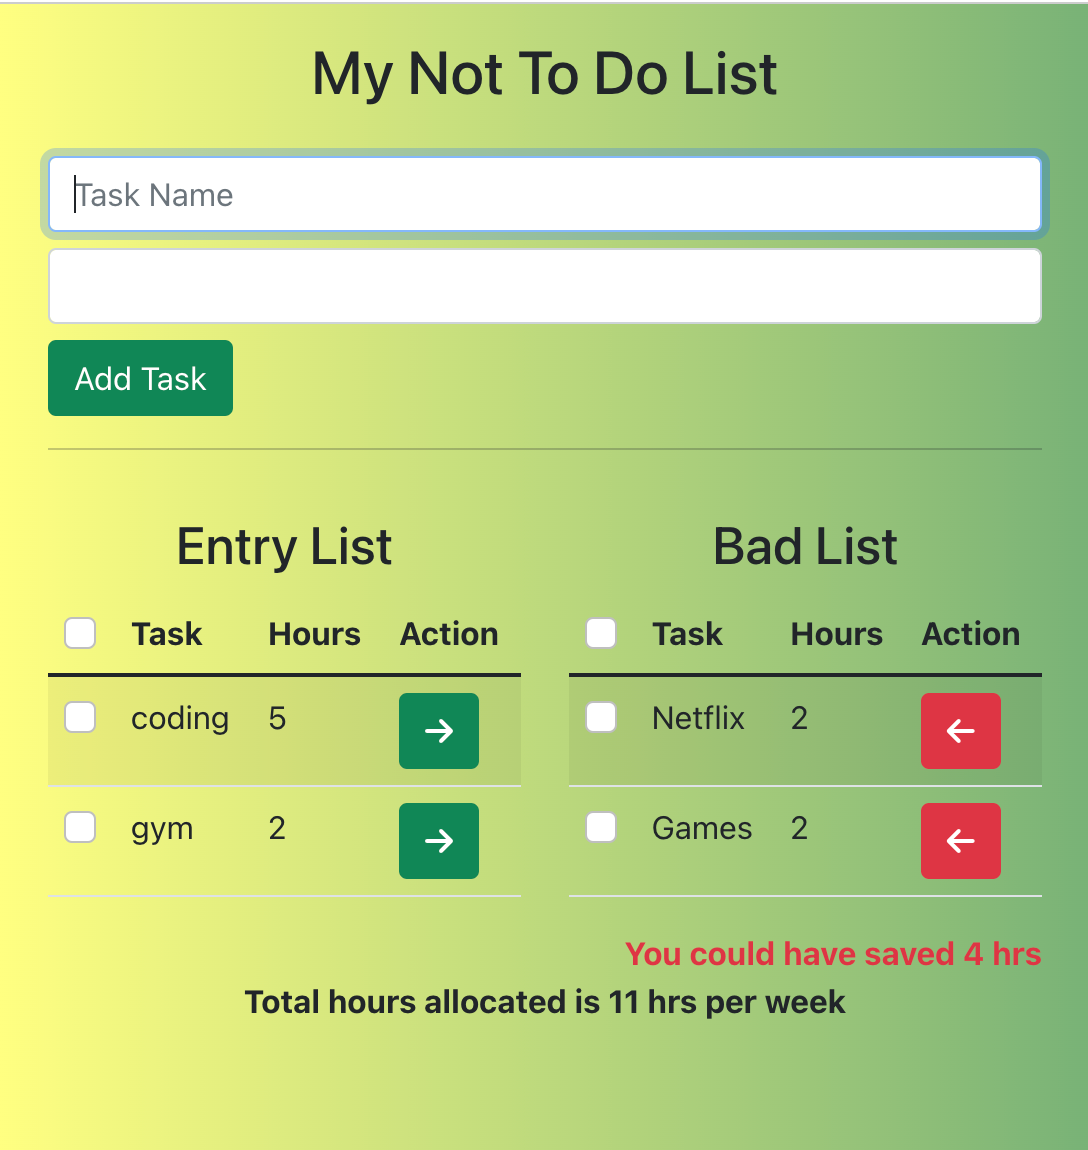 My Not To Do List
Task Name
Add Task
Entry List
Task Hours Action
coding 5
gym 2
Bad List
Task Hours Action
Netflix 2
Games 2
You could have saved 4 hrs
Total hours allocated is 11 hrs per week